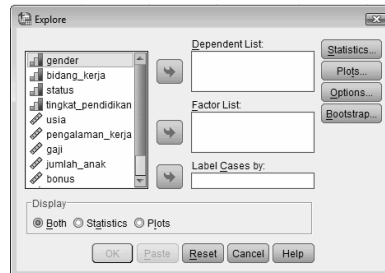 Explore
Dependent List:
gender
bidang_kerja
status
tingkat_pendidikan
usia
pengalaman_kerja
gaji
jumlah_anak
bonus
Factor List:
Label Cases by:
Statistics...
Plots...
Options...
Bootstrap...
Display
Both Statistics Plots
OK Paste Reset Cancel Help